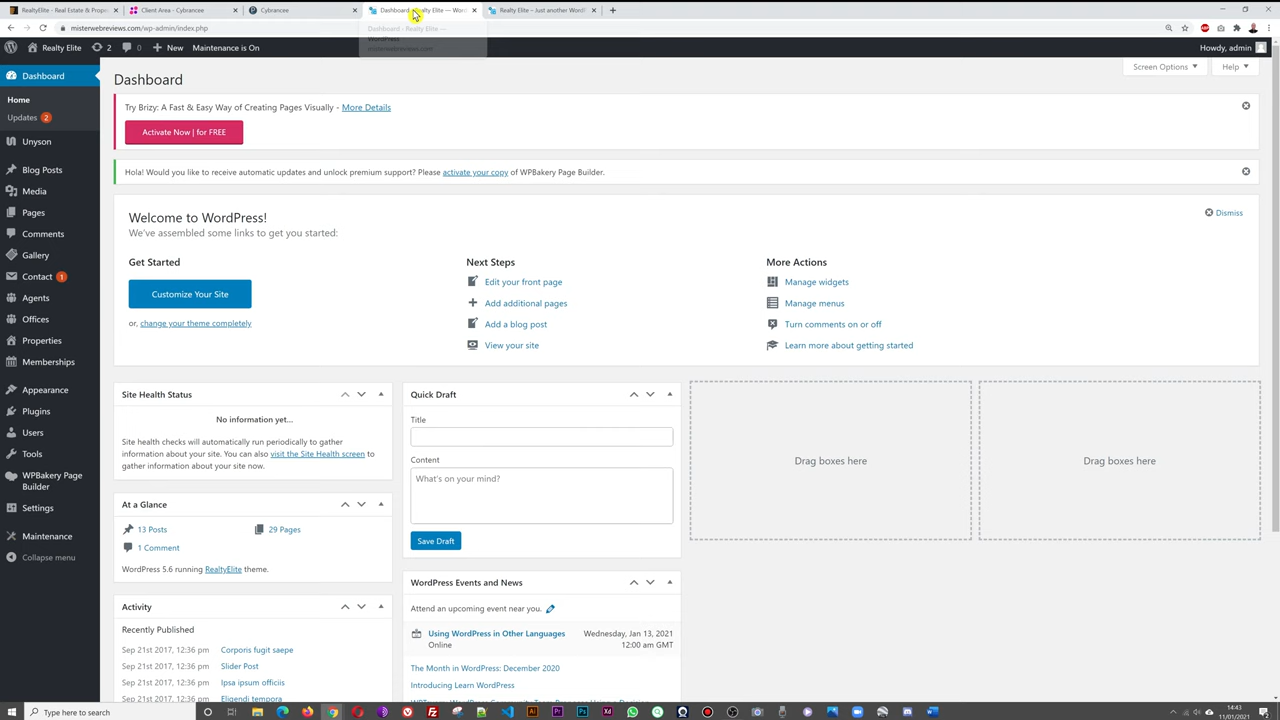 RealtyElite - Real Estate & Prope
Client Area - Cybrancee
Cybrancee
Dashboard ‹ Realty Elite — Word
Realty Elite – Just another Word
misterwebreviews.com/wp-admin/index.php
Dashboard ‹ Realty Elite —
WordPress
misterwebreviews.com
Realty Elite
2
0
New
Maintenance is On
Howdy, admin
Screen Options
Help
Dashboard
Home
Updates 2
Unyson
Blog Posts
Media
Pages
Comments
Gallery
Contact 1
Agents
Offices
Properties
Memberships
Appearance
Plugins
Users
Tools
WPBakery Page
Builder
Settings
Maintenance
Collapse menu
Dashboard
Try Brizy: A Fast & Easy Way of Creating Pages Visually - More Details
Activate Now | for FREE
Hola! Would you like to receive automatic updates and unlock premium support? Please activate your copy of WPBakery Page Builder.
Welcome to WordPress!
We've assembled some links to get you started:
Dismiss
Get Started
Customize Your Site
or, change your theme completely
Next Steps
Edit your front page
Add additional pages
Add a blog post
View your site
More Actions
Manage widgets
Manage menus
Turn comments on or off
Learn more about getting started
Site Health Status
No information yet...
Site health checks will automatically run periodically to gather
information about your site. You can also visit the Site Health screen to
gather information about your site now.
At a Glance
13 Posts
29 Pages
1 Comment
WordPress 5.6 running RealtyElite theme.
Activity
Recently Published
Sep 21st 2017, 12:36 pm Corporis fugit saepe
Sep 21st 2017, 12:36 pm Slider Post
Sep 21st 2017, 12:36 pm Ipsa ipsum officiis
Sep 21st 2017, 12:36 pm Eligendi tempora
Quick Draft
Title
Content
What's on your mind?
Save Draft
WordPress Events and News
Attend an upcoming event near you.
Using WordPress in Other Languages
Online
Wednesday, Jan 13, 2021
12:00 am GMT
The Month in WordPress: December 2020
Introducing Learn WordPress
Drag boxes here
Drag boxes here
Type here to search
14:43
11/01/2021